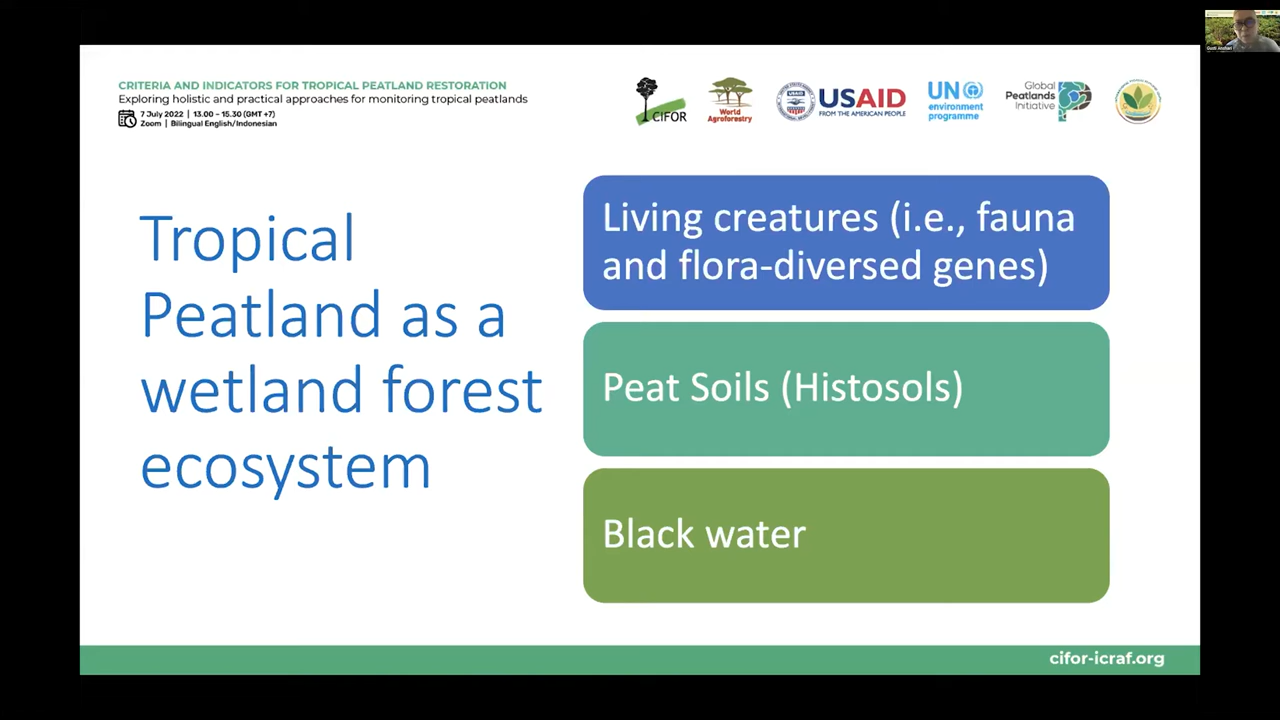 CRITERIA AND INDICATORS FOR TROPICAL PEATLAND RESTORATION
Exploring holistic and practical approaches for monitoring tropical peatlands
7 July 2022 | 13.00 – 15.30 (GMT +7)
Zoom | Bilingual English/Indonesian
CIFOR
World
Agroforestry
USAID
USAID
FROM THE AMERICAN PEOPLE
UN
environment
programme
Global
Peatlands
Initiative
Tropical
Peatland as a
wetland forest
ecosystem
Living creatures (i.e., fauna
and flora-diversed genes)
Peat Soils (Histosols)
Black water
cifor-icraf.org